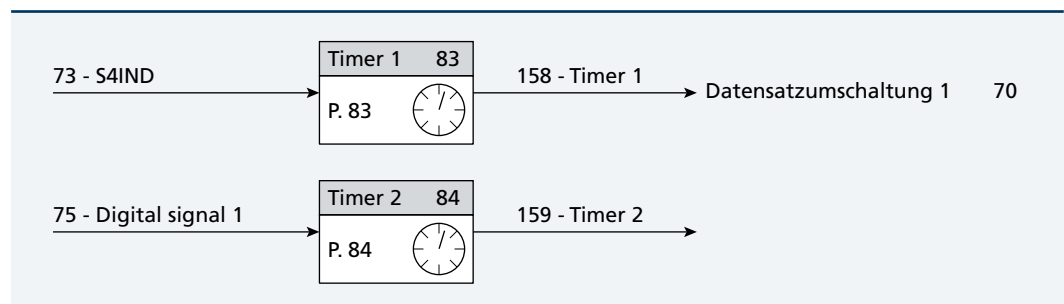 73 - S4IND
Timer 1 83
P. 83
158 - Timer 1
Datensatzumschaltung 1 70
75 - Digital signal 1
Timer 2 84
P. 84
159 - Timer 2